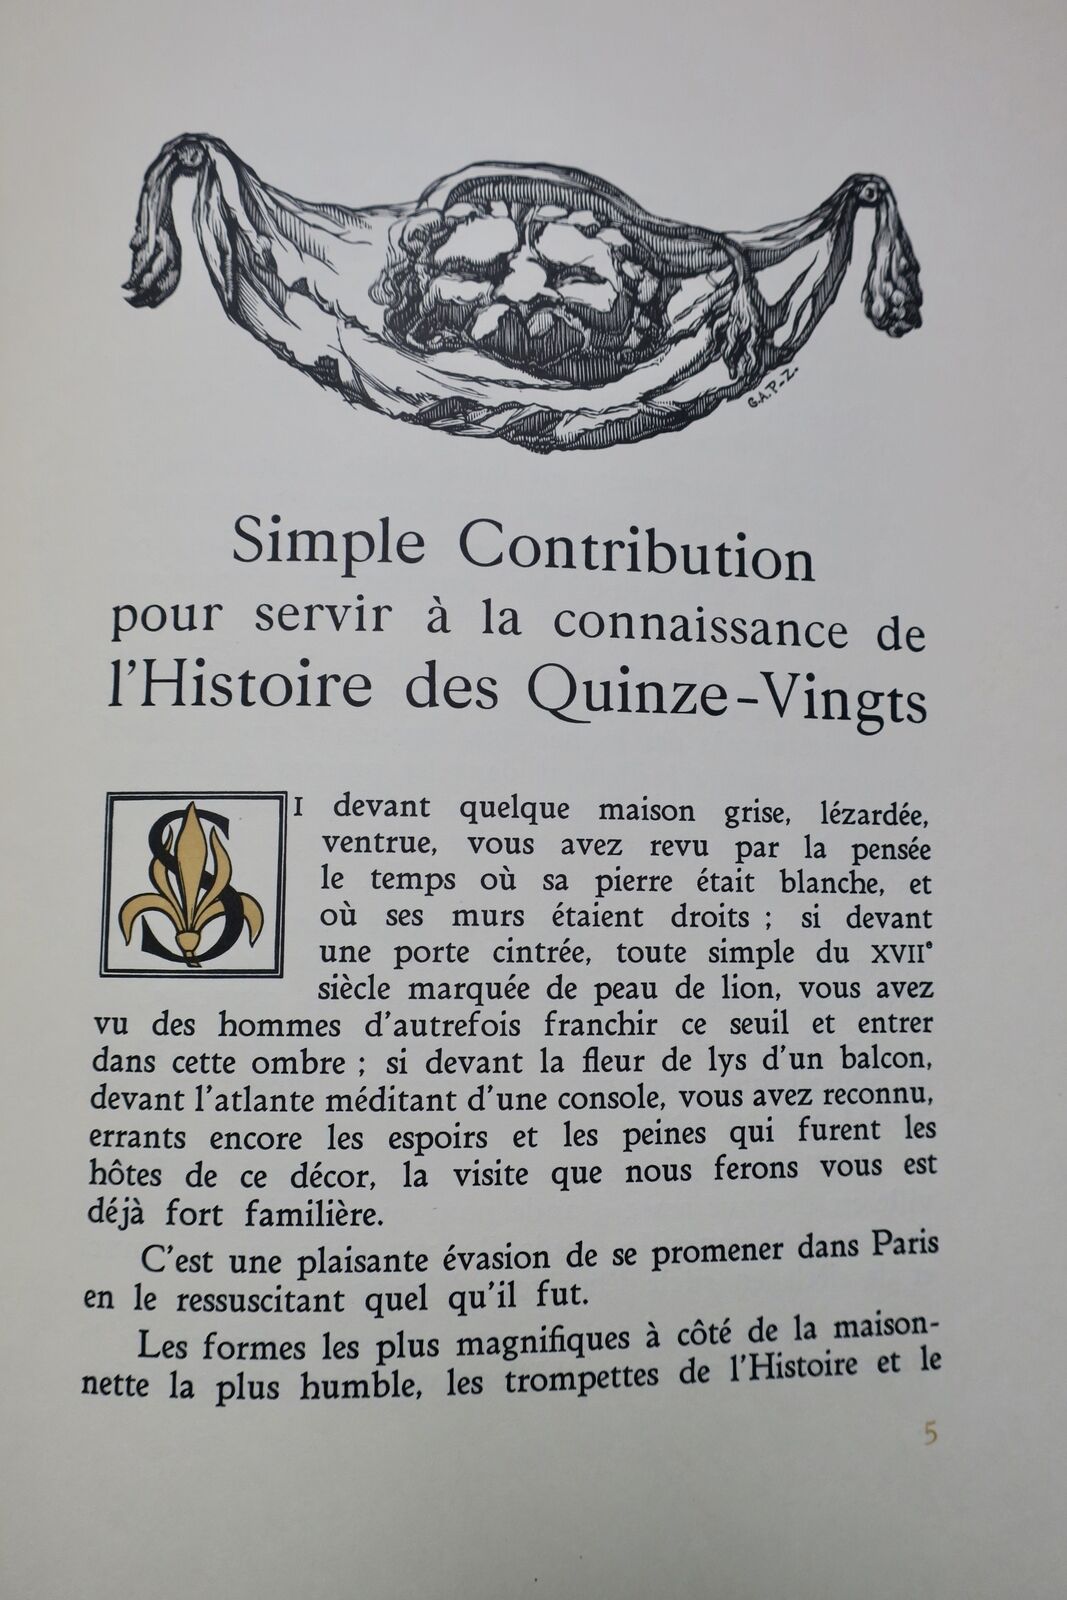 G.A.P-Z.
Simple Contribution
pour servir à la connaissance de
l'Histoire des Quinze-Vingts
SI devant quelque maison grise, lézardée,
ventrue, vous avez revu par la pensée
le temps où sa pierre était blanche, et
où ses murs étaient droits ; si devant
une porte cintrée, toute simple du XVIIe
siècle marquée de peau de lion, vous avez
vu des hommes d'autrefois franchir ce seuil et entrer
dans cette ombre ; si devant la fleur de lys d'un balcon,
devant l'atlante méditant d'une console, vous avez reconnu,
errants encore les espoirs et les peines qui furent les
hôtes de ce décor, la visite que nous ferons vous est
déjà fort familière.
C'est une plaisante évasion de se promener dans Paris
en le ressuscitant quel qu'il fut.
Les formes les plus magnifiques à côté de la maison-
nette la plus humble, les trompettes de l'Histoire et le
5